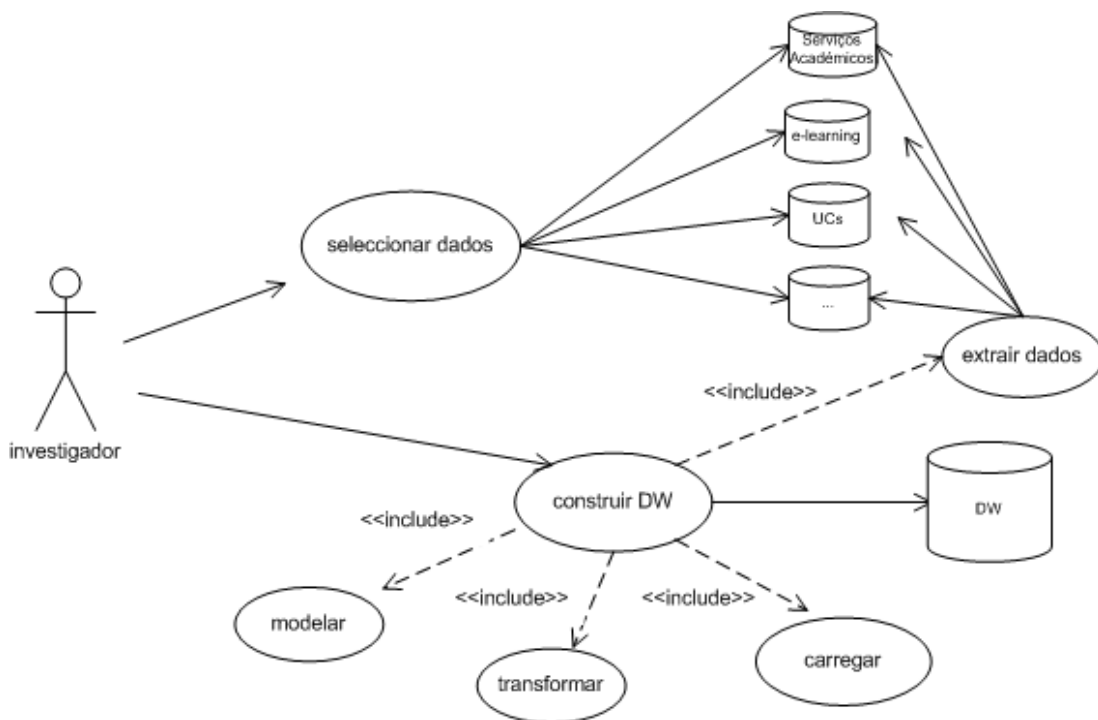 Serviços
Académicos
e-learning
UCs
...
seleccionar dados
extrair dados
investigador
<<include>>
construir DW
DW
<<include>>
<<include>>
<<include>>
modelar
transformar
carregar